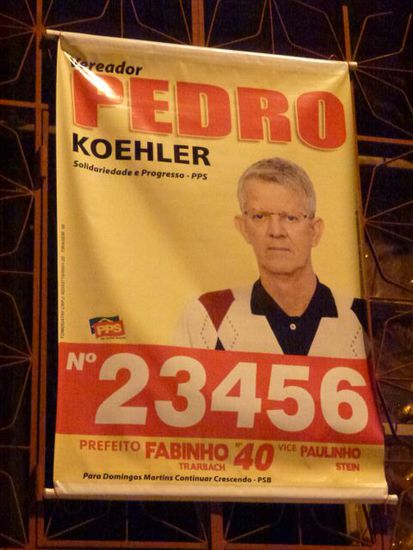 Vereador
PEDRO
KOEHLER
Solidariedade e Progresso - PPS
PPS
Nº 23456
PREFEITO FABINHO Nº 40 VICE PAULINHO
TRARBACH STEIN
Para Domingos Martins Continuar Crescendo - PSB